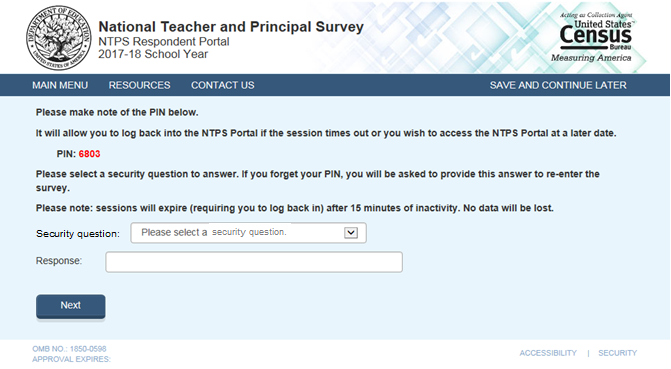 DEPARTMENT OF EDUCATION
UNITED STATES OF AMERICA
National Teacher and Principal Survey
NTPS Respondent Portal
2017-18 School Year
Acting as Collection Agent
United States™
Census
Bureau
Measuring America
MAIN MENU RESOURCES CONTACT US SAVE AND CONTINUE LATER
Please make note of the PIN below.
It will allow you to log back into the NTPS Portal if the session times out or you wish to access the NTPS Portal at a later date.
PIN: 6803
Please select a security question to answer. If you forget your PIN, you will be asked to provide this answer to re-enter the
survey.
Please note: sessions will expire (requiring you to log back in) after 15 minutes of inactivity. No data will be lost.
Security question: Please select a security question.
Response:
Next
OMB NO.: 1850-0598
APPROVAL EXPIRES:
ACCESSIBILITY | SECURITY